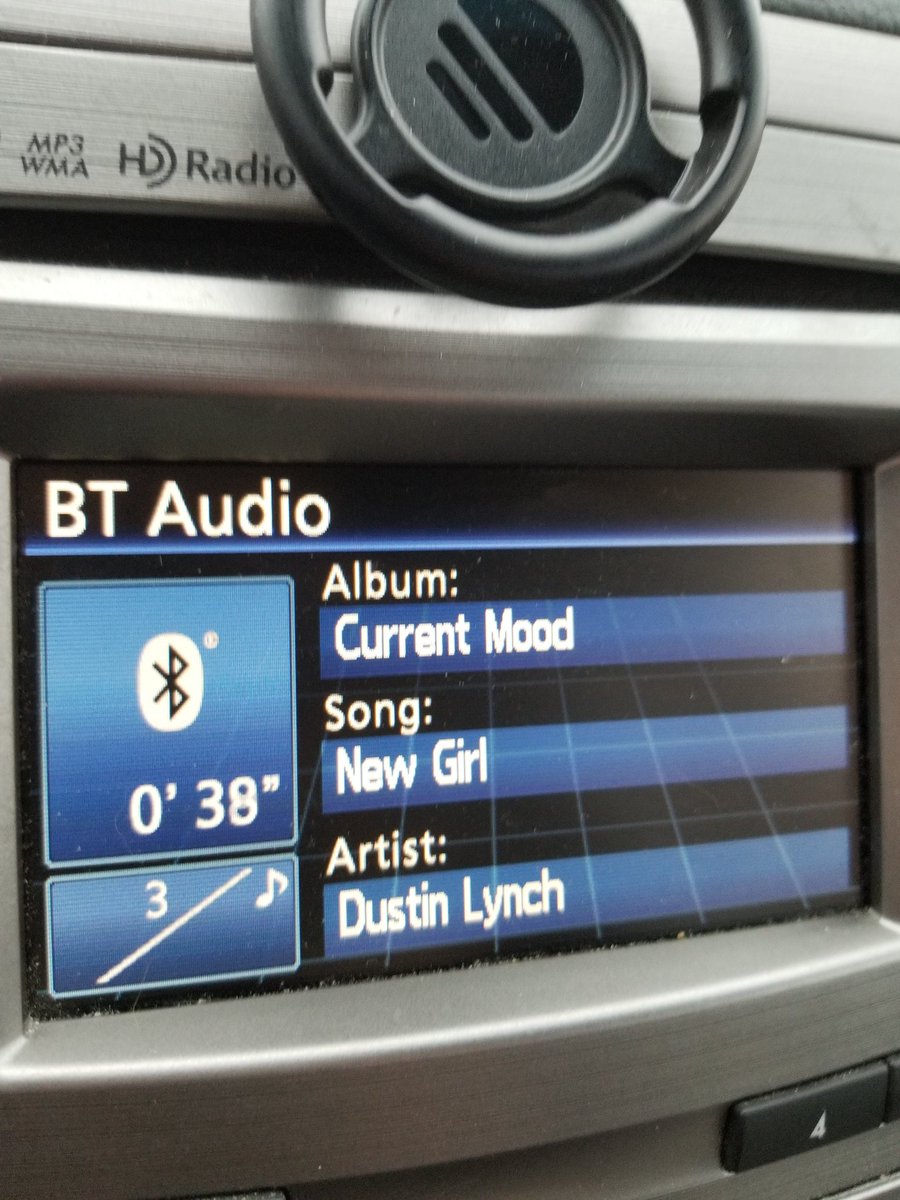 MP3
WMA
HD Radio
BT Audio
Album:
Current Mood
Song:
New Girl
0' 38"
Artist:
3
Dustin Lynch
4